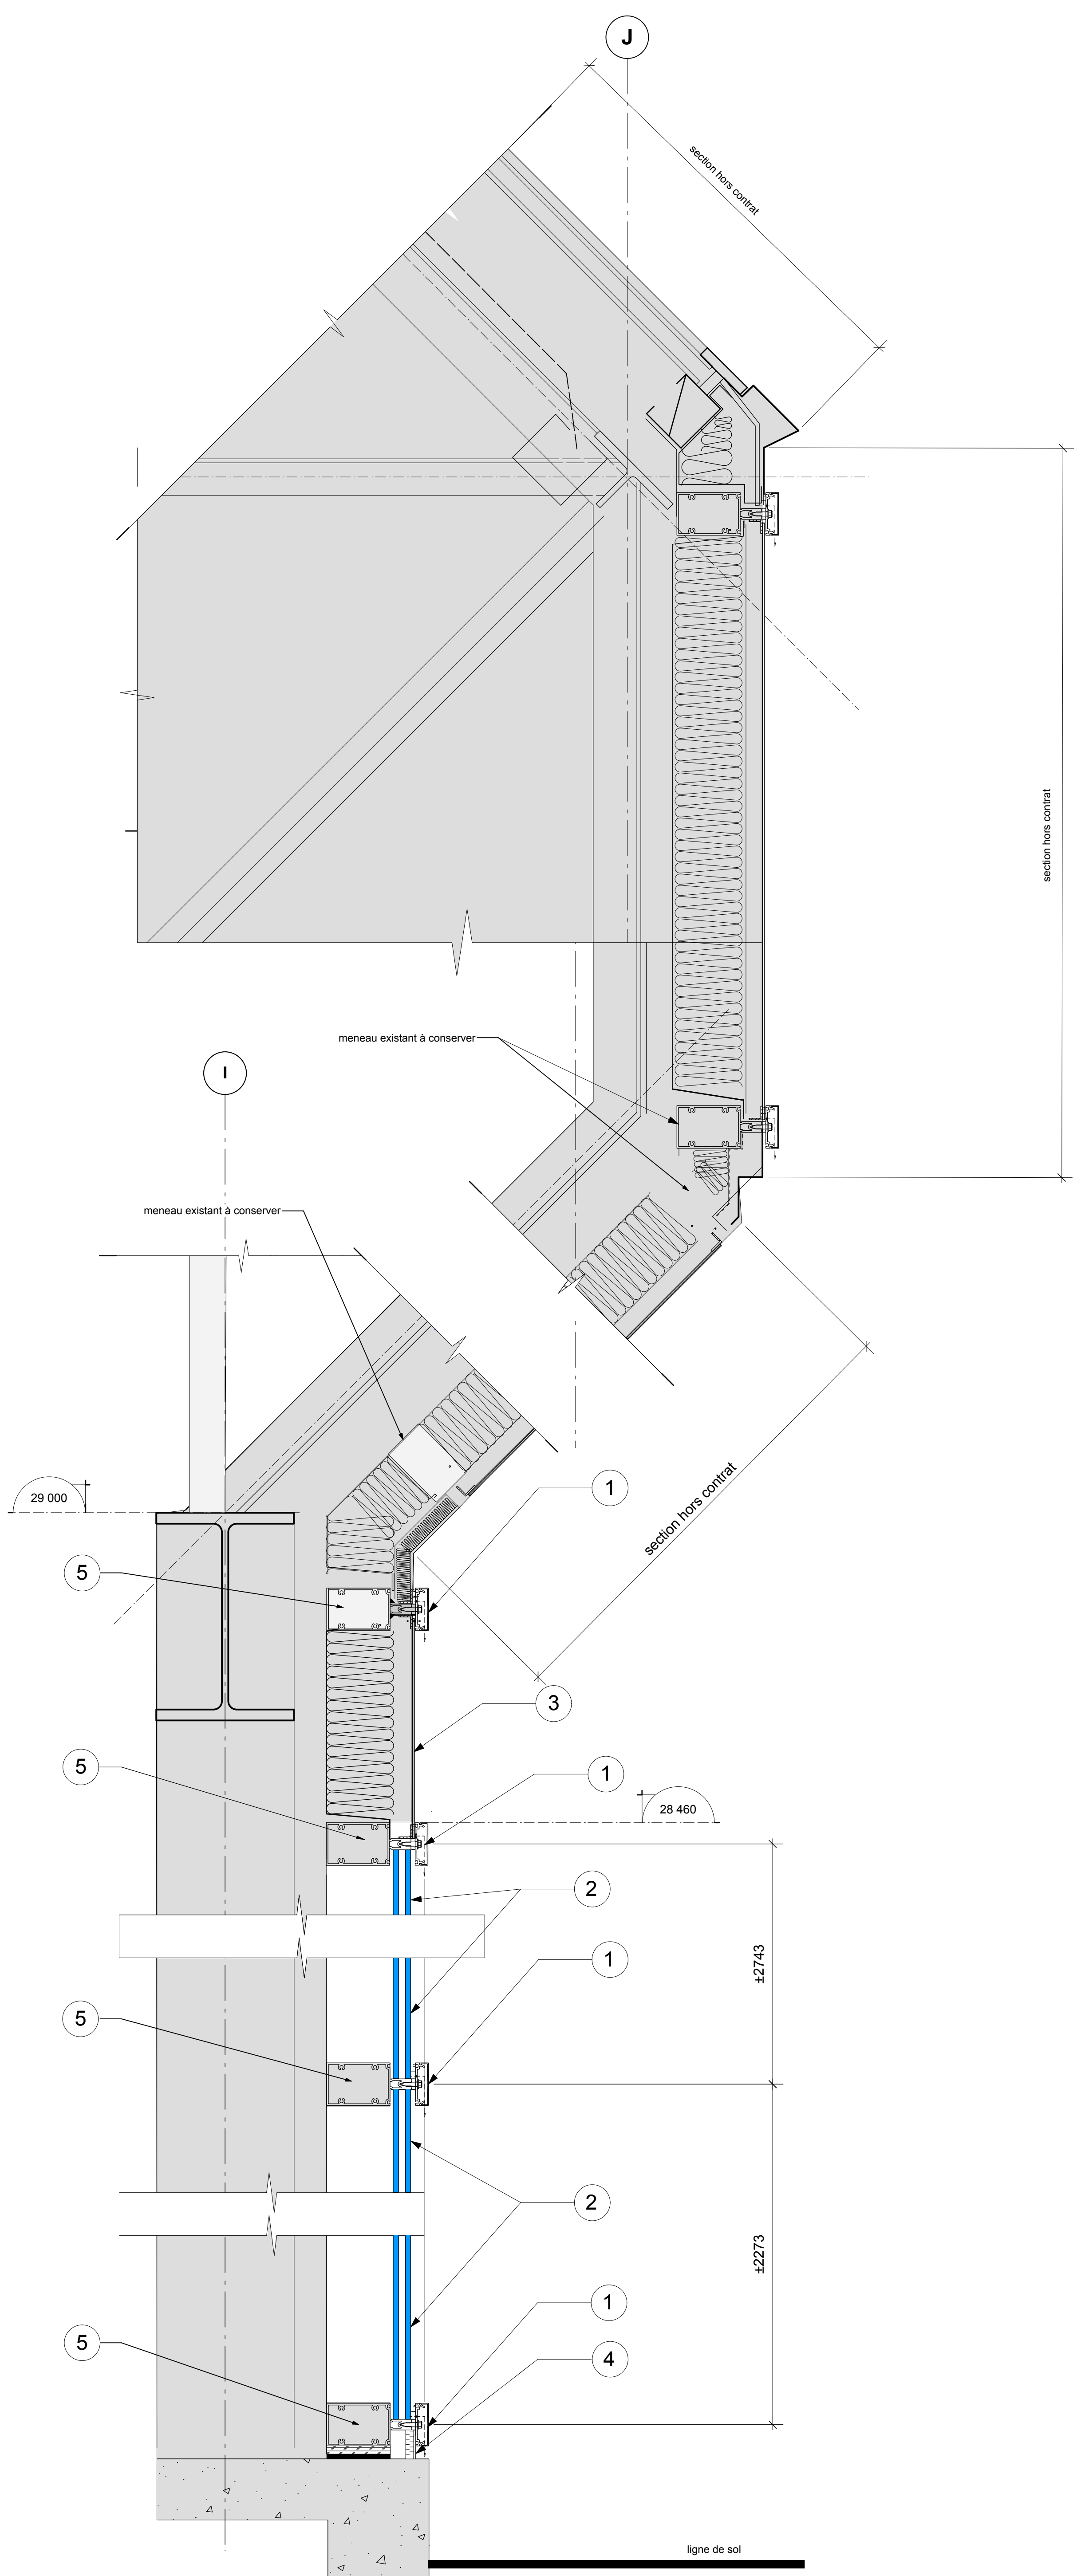 J
section hors contrat
section hors contrat
meneau existant à conserver
I
meneau existant à conserver
1
29 000
section hors contrat
5
3
5
1
28 460
2
±2743
1
5
2
±2273
1
5
4
ligne de sol